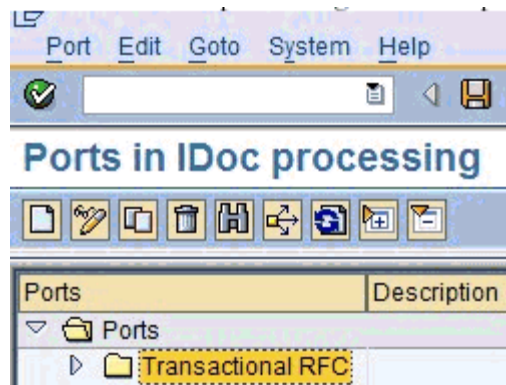 Port Edit Goto System Help
Ports in IDoc processing
Ports Description
Ports
Transactional RFC